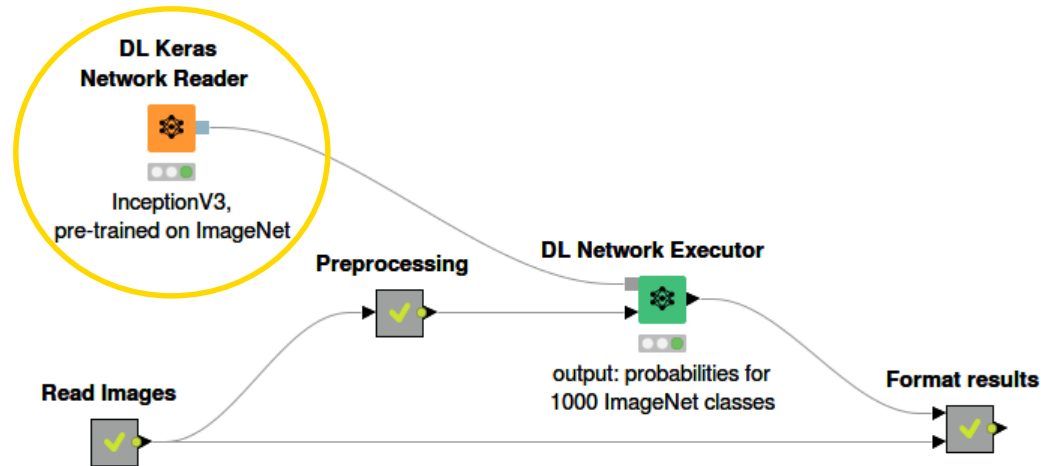 DL Keras
Network Reader
InceptionV3,
pre-trained on ImageNet
Preprocessing
DL Network Executor
output: probabilities for
1000 ImageNet classes
Read Images
Format results